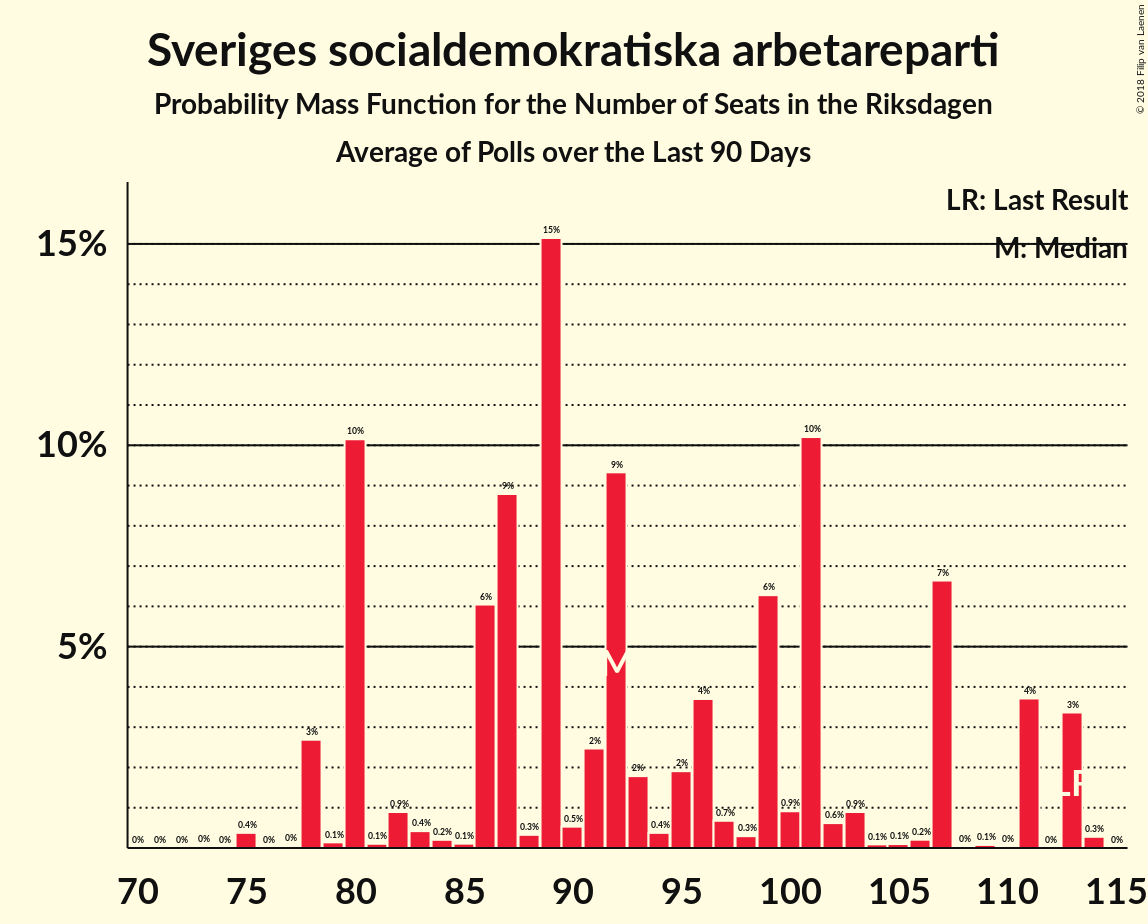 Sveriges socialdemokratiska arbetareparti
Probability Mass Function for the Number of Seats in the Riksdagen
Average of Polls over the Last 90 Days
© 2018 Filip van Laenen
LR: Last Result
M: Median
15%
10%
5%
0% 0% 0% 0% 0% 0.4% 0% 0% 3% 0.1% 10% 0.1% 0.9% 0.4% 0.2% 0.1% 6% 9% 0.3% 15% 0.5% 2% 9% 2% 0.4% 2% 4% 0.7% 0.3% 6% 0.9% 10% 0.6% 0.9% 0.1% 0.1% 0.2% 7% 0% 0.1% 0% 4% 0% 3% 0.3% 0%
M
LR
70 75 80 85 90 95 100 105 110 115